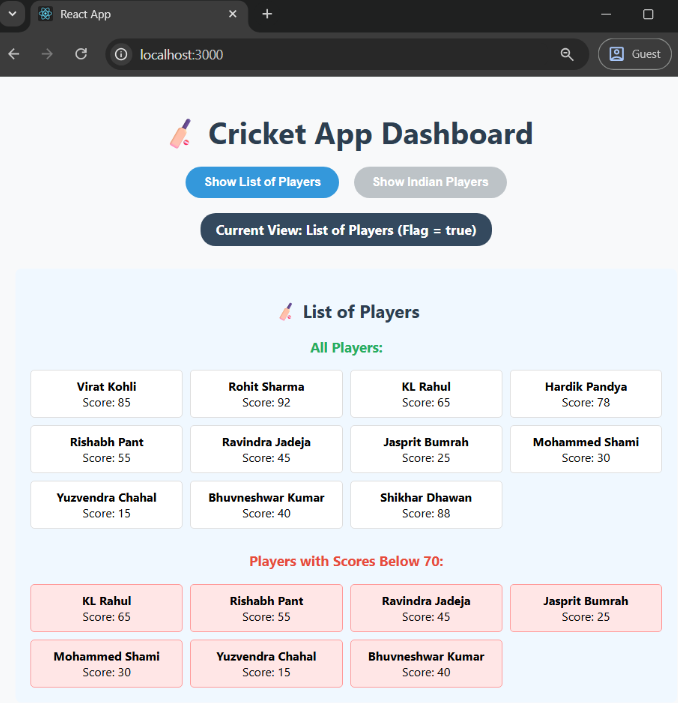 React App
localhost:3000
Guest
Cricket App Dashboard
Show List of Players
Show Indian Players
Current View: List of Players (Flag = true)
List of Players
All Players:
Virat Kohli
Score: 85
Rohit Sharma
Score: 92
KL Rahul
Score: 65
Hardik Pandya
Score: 78
Rishabh Pant
Score: 55
Ravindra Jadeja
Score: 45
Jasprit Bumrah
Score: 25
Mohammed Shami
Score: 30
Yuzvendra Chahal
Score: 15
Bhuvneshwar Kumar
Score: 40
Shikhar Dhawan
Score: 88
Players with Scores Below 70:
KL Rahul
Score: 65
Rishabh Pant
Score: 55
Ravindra Jadeja
Score: 45
Jasprit Bumrah
Score: 25
Mohammed Shami
Score: 30
Yuzvendra Chahal
Score: 15
Bhuvneshwar Kumar
Score: 40